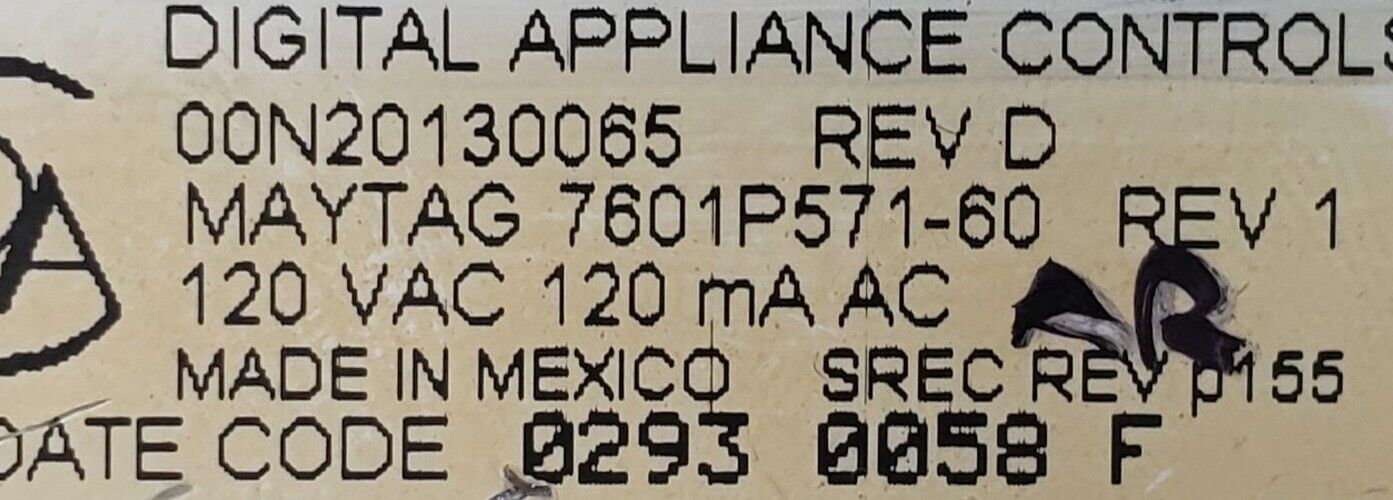 DIGITAL APPLIANCE CONTROLS
00N20130065 REV D
MAYTAG 7601P571-60 REV 1
120 VAC 120 mA AC
MADE IN MEXICO SREC REV p155
DATE CODE 0293 0058 F